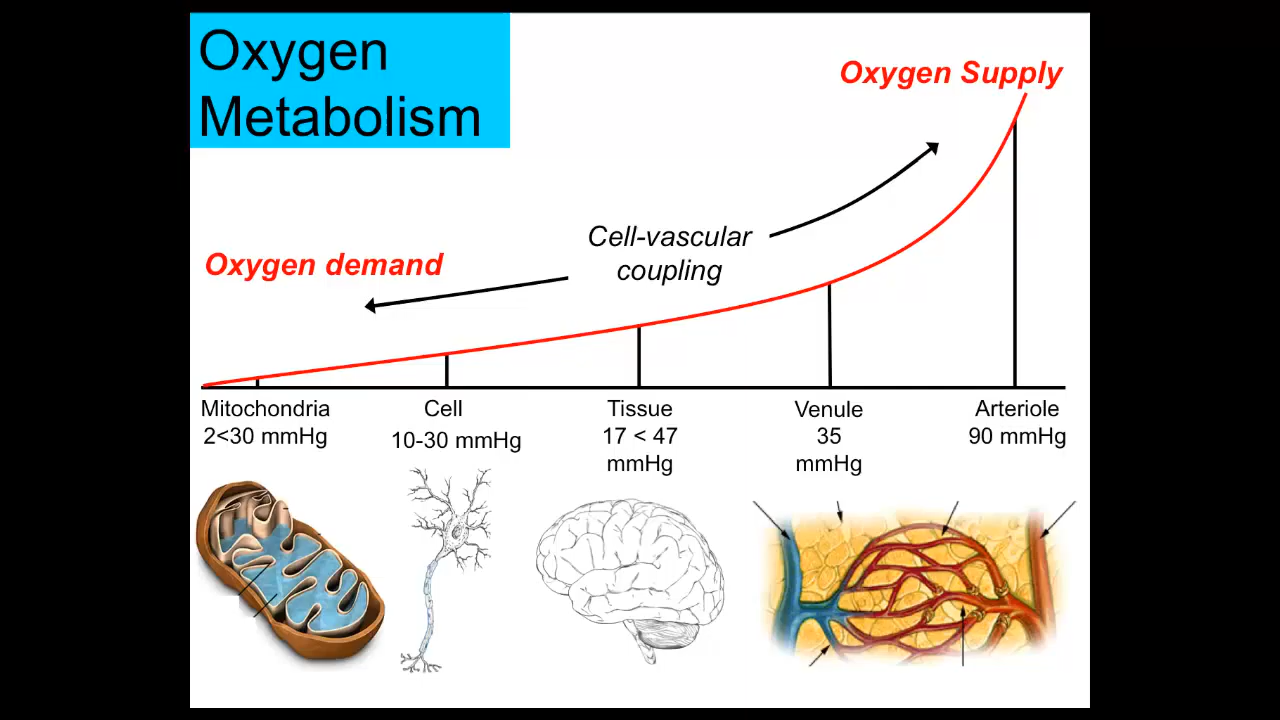 Oxygen
Metabolism
Oxygen Supply
Cell-vascular
coupling
Oxygen demand
Mitochondria
2<30 mmHg
Cell
10-30 mmHg
Tissue
17 < 47
mmHg
Venule
35
mmHg
Arteriole
90 mmHg